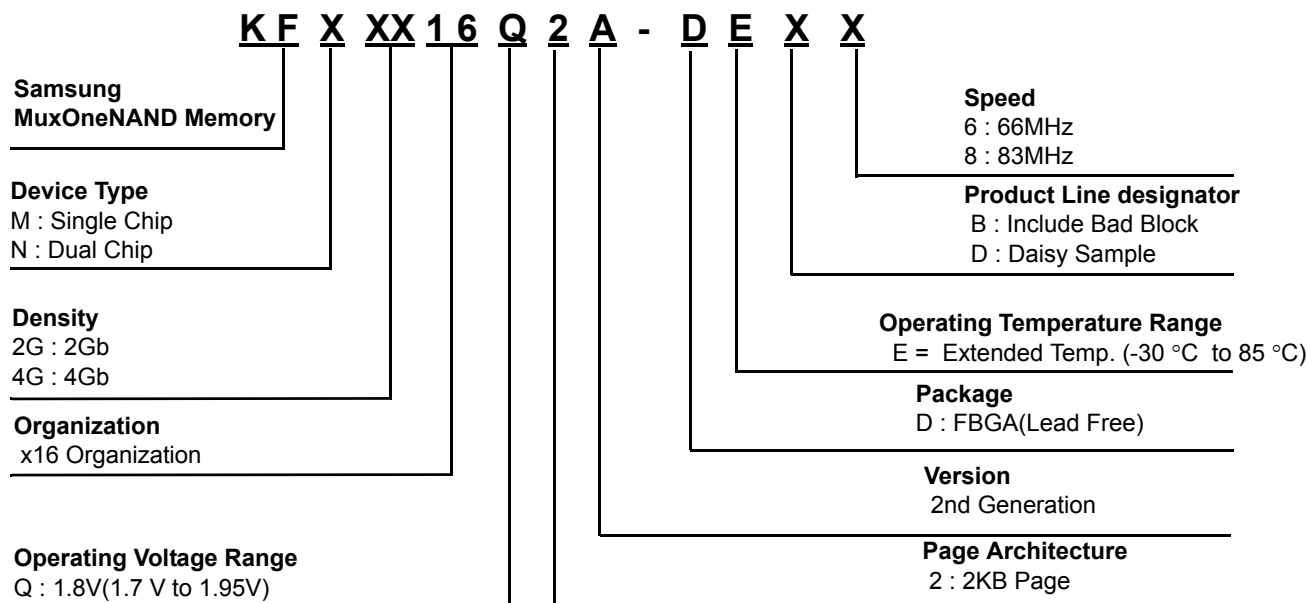 K F X XX 1 6 Q 2 A - D E X X
Samsung
MuxOneNAND Memory
Device Type
M : Single Chip
N : Dual Chip
Density
2G : 2Gb
4G : 4Gb
Organization
x16 Organization
Operating Voltage Range
Q : 1.8V(1.7 V to 1.95V)
Speed
6 : 66MHz
8 : 83MHz
Product Line designator
B : Include Bad Block
D : Daisy Sample
Operating Temperature Range
E = Extended Temp. (-30 °C to 85 °C)
Package
D : FBGA(Lead Free)
Version
2nd Generation
Page Architecture
2 : 2KB Page